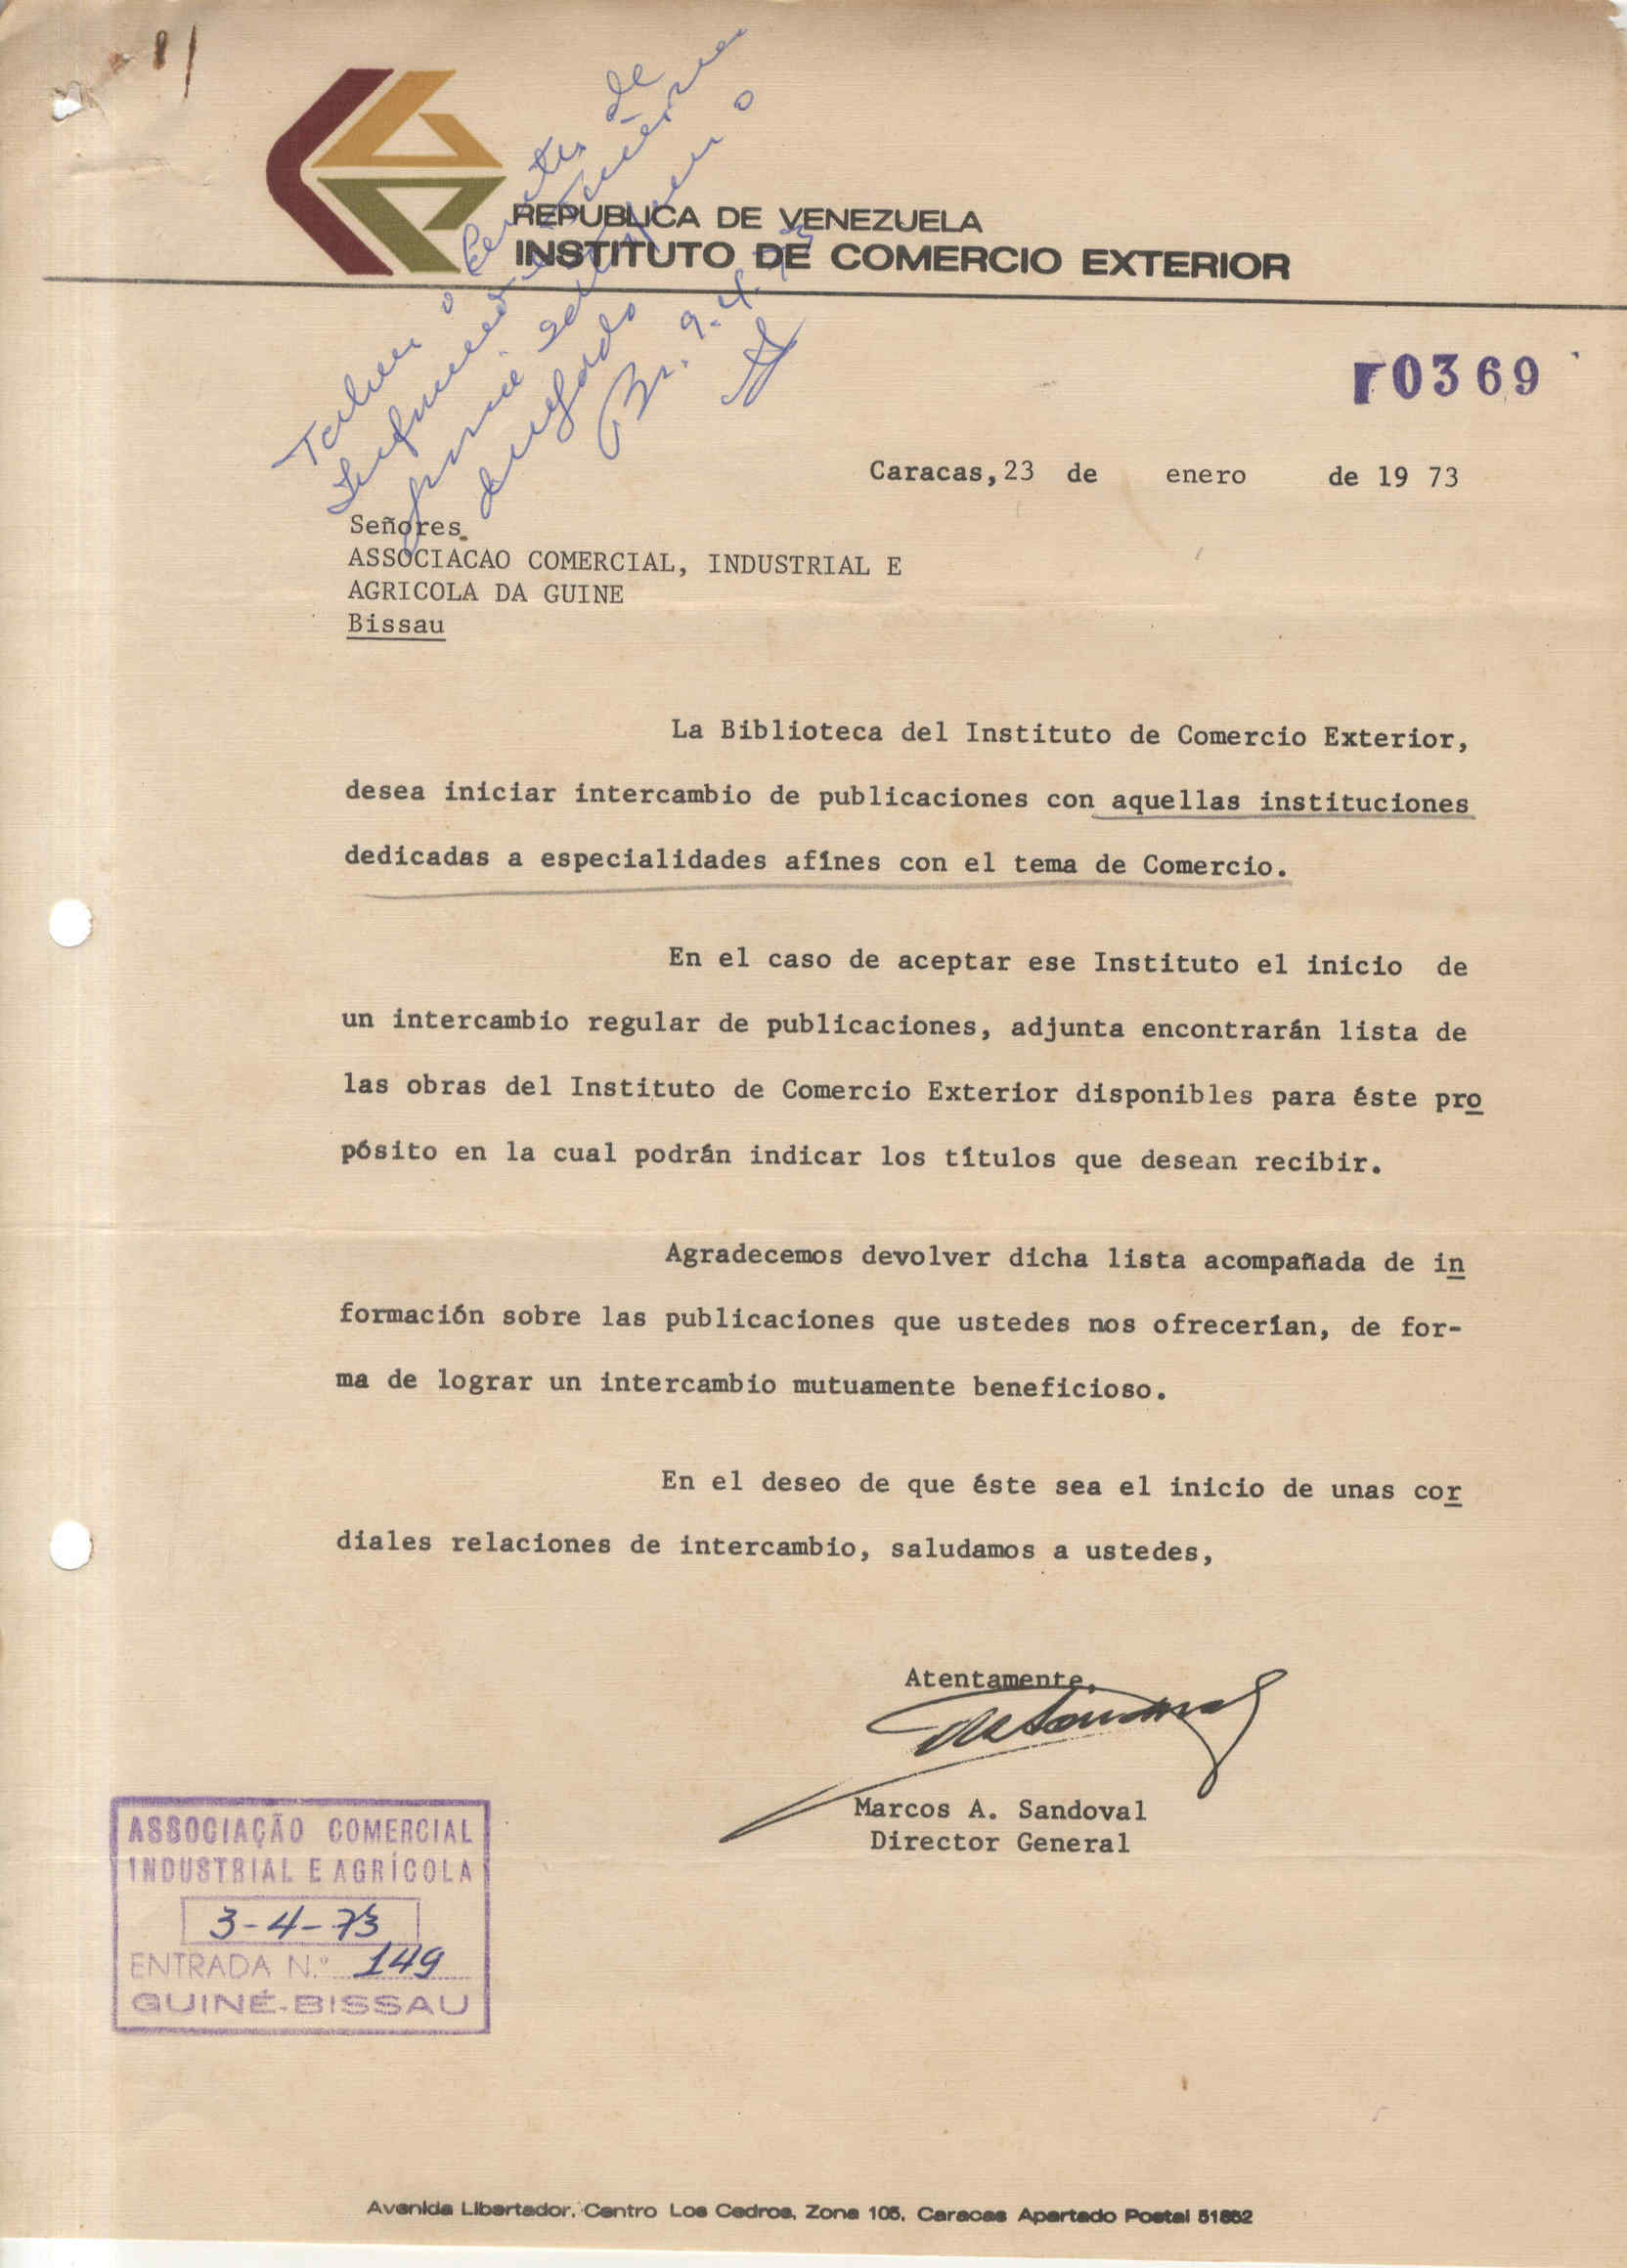 REPUBLICA DE VENEZUELA
INSTITUTO DE COMERCIO EXTERIOR
0369
Caracas, 23 de enero de 19 73
Señores
ASSOCIACAO COMERCIAL, INDUSTRIAL E
AGRICOLA DA GUINE
Bissau
La Biblioteca del Instituto de Comercio Exterior,
desea iniciar intercambio de publicaciones con aquellas instituciones
dedicadas a especialidades afínes con el tema de Comercio.
En el caso de aceptar ese Instituto el inicio de
un intercambio regular de publicaciones, adjunta encontrarán lista de
las obras del Instituto de Comercio Exterior disponibles para éste pro
pósito en la cual podrán indicar los títulos que desean recibir.
Agradecemos devolver dicha lista acompañada de in
formación sobre las publicaciones que ustedes nos ofrecerían, de for-
ma de lograr un intercambio mutuamente beneficioso.
En el deseo de que éste sea el inicio de unas cor
diales relaciones de intercambio, saludamos a ustedes,
Atentamente,
Marcos A. Sandoval
Director General
ASSOCIAÇÃO COMERCIAL
INDUSTRIAL E AGRÍCOLA
3-4-73
ENTRADA N.º 149
GUINÉ-BISSAU
Avenida Libertador, Centro Los Cedros, Zona 105, Caracas Apartado Postal 51852
de
9.4.73